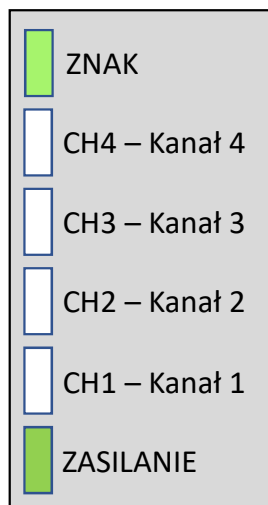 ZNAK
CH4 – Kanał 4
CH3 – Kanał 3
CH2 – Kanał 2
CH1 – Kanał 1
ZASILANIE